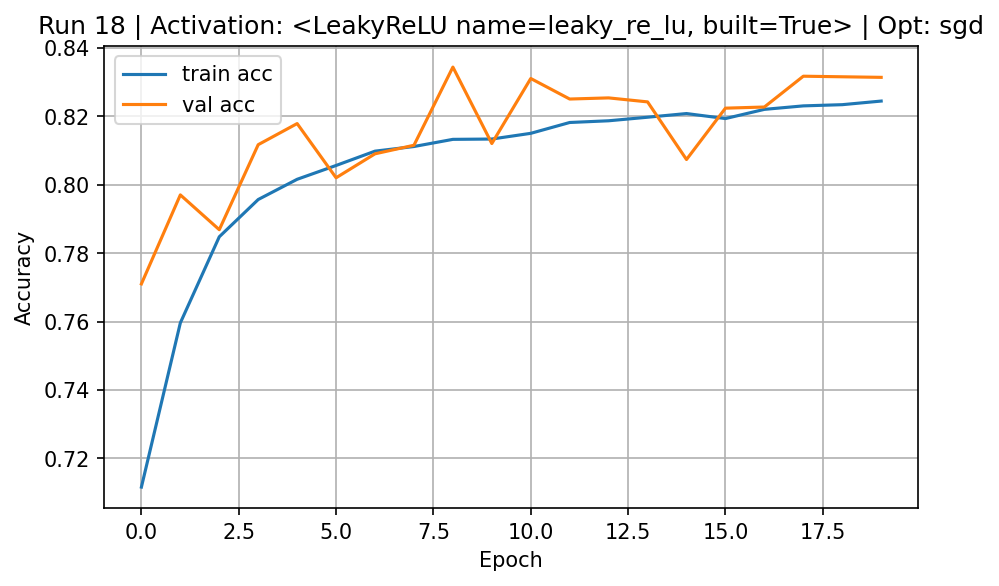 Run 18 | Activation: <LeakyReLU name=leaky_re_lu, built=True> | Opt: sgd
train acc
val acc
0.84
0.82
0.80
0.78
0.76
0.74
0.72
Accuracy
0.0 2.5 5.0 7.5 10.0 12.5 15.0 17.5
Epoch